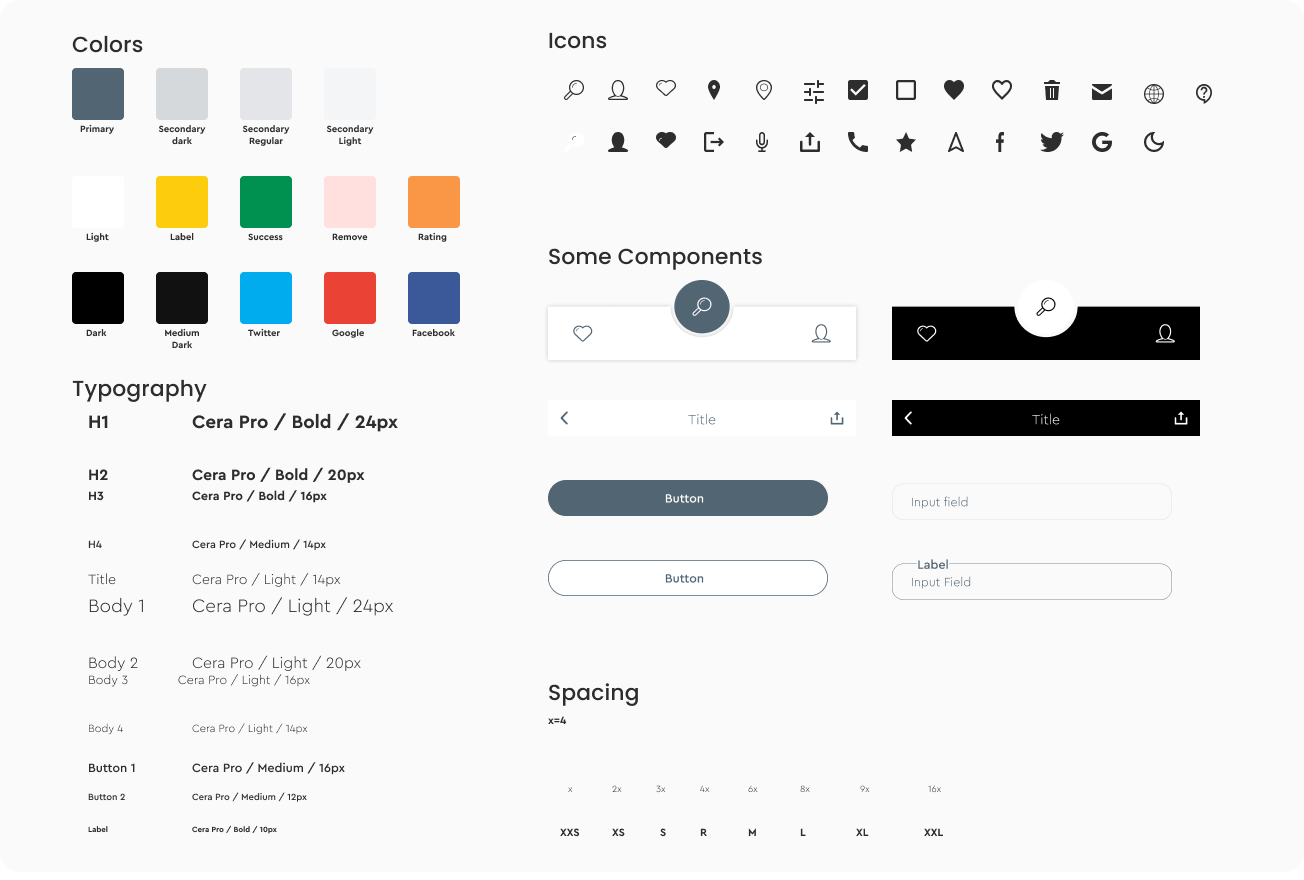 Colors
Primary
Secondary
dark
Secondary
Regular
Secondary
Light
Light
Label
Success
Remove
Rating
Dark
Medium
Dark
Twitter
Google
Facebook
Typography
H1 Cera Pro / Bold / 24px
H2 Cera Pro / Bold / 20px
H3 Cera Pro / Bold / 16px
H4 Cera Pro / Medium / 14px
Title Cera Pro / Light / 14px
Body 1 Cera Pro / Light / 24px
Body 2 Cera Pro / Light / 20px
Body 3 Cera Pro / Light / 16px
Body 4 Cera Pro / Light / 14px
Button 1 Cera Pro / Medium / 16px
Button 2 Cera Pro / Medium / 12px
Label Cera Pro / Bold / 10px
Icons
Some Components
Title
Title
Button
Input field
Button
Label
Input Field
Spacing
x=4
x 2x 3x 4x 6x 8x 9x 16x
XXS XS S R M L XL XXL